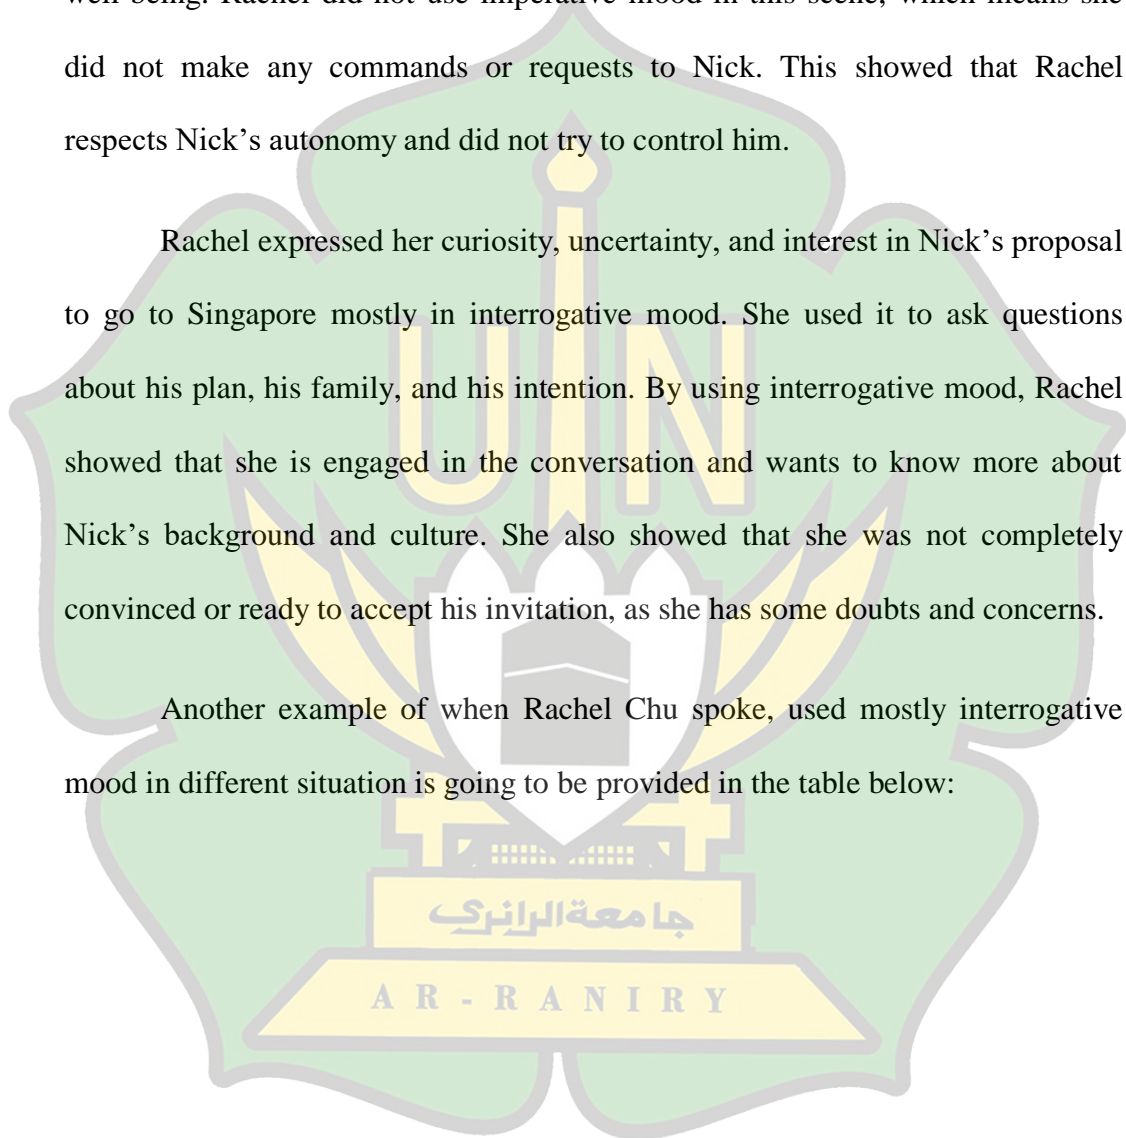 well-being. Rachel did not use imperative mood in this scene, which means she
did not make any commands or requests to Nick. This showed that Rachel
respects Nick’s autonomy and did not try to control him.
Rachel expressed her curiosity, uncertainty, and interest in Nick’s proposal
to go to Singapore mostly in interrogative mood. She used it to ask questions
about his plan, his family, and his intention. By using interrogative mood, Rachel
showed that she is engaged in the conversation and wants to know more about
Nick’s background and culture. She also showed that she was not completely
convinced or ready to accept his invitation, as she has some doubts and concerns.
Another example of when Rachel Chu spoke, used mostly interrogative
mood in different situation is going to be provided in the table below:
UIN
جامعةالرانري
AR-RANIRY